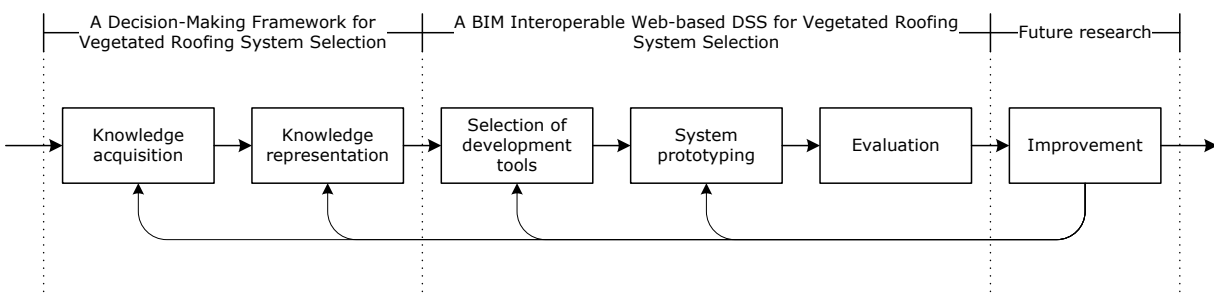 A Decision-Making Framework for
Vegetated Roofing System Selection
A BIM Interoperable Web-based DSS for Vegetated Roofing
System Selection
Future research
Knowledge
acquisition
Knowledge
representation
Selection of
development
tools
System
prototyping
Evaluation
Improvement